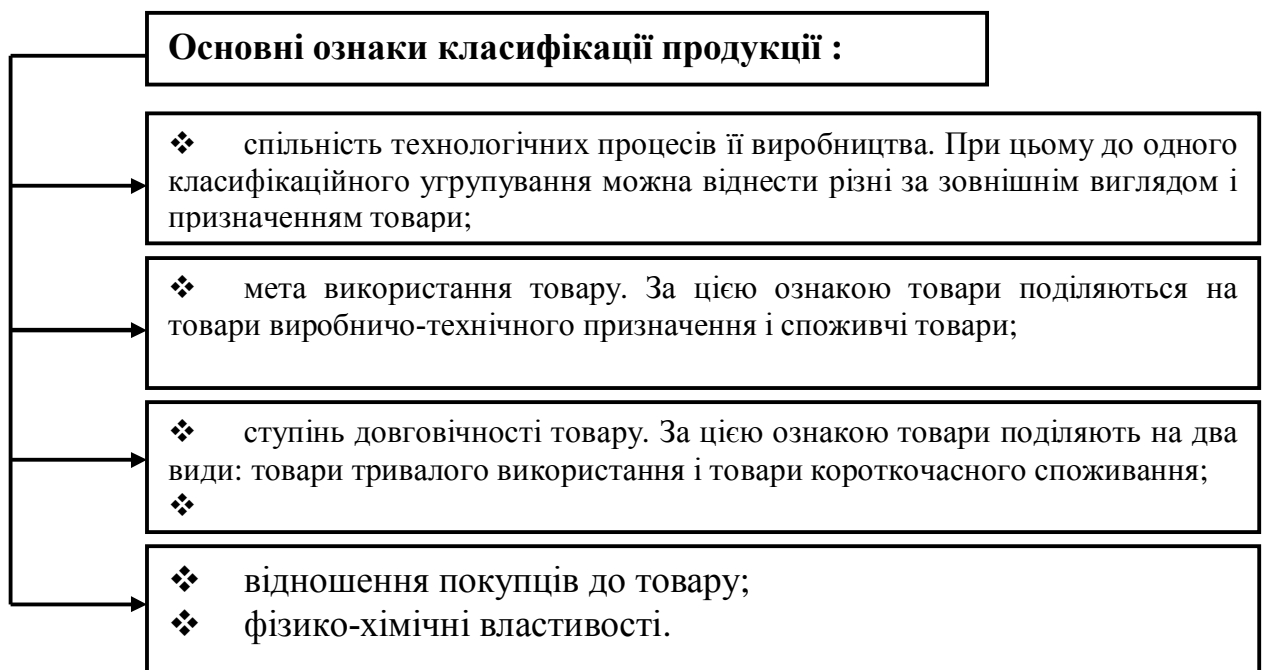 Основні ознаки класифікації продукції :
❖ спільність технологічних процесів її виробництва. При цьому до одного
класифікаційного угрупування можна віднести різні за зовнішнім виглядом і
призначенням товари;
❖ мета використання товару. За цією ознакою товари поділяються на
товари виробничо-технічного призначення і споживчі товари;
❖ ступінь довговічності товару. За цією ознакою товари поділяють на два
види: товари тривалого використання і товари короткочасного споживання;
❖
❖ відношення покупців до товару;
❖ фізико-хімічні властивості.